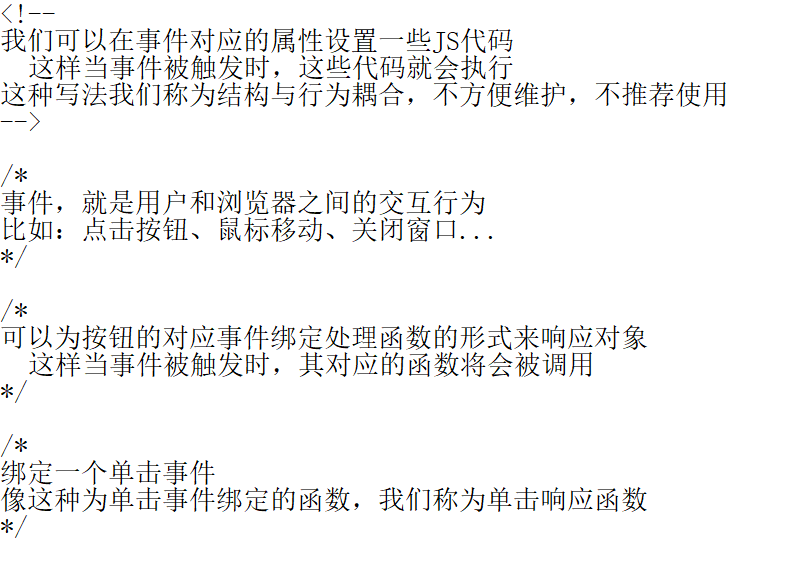 <!--
我们可以在事件对应的属性设置一些JS代码
这样当事件被触发时，这些代码就会执行
这种写法我们称为结构与行为耦合，不方便维护，不推荐使用
-->
/*
事件，就是用户和浏览器之间的交互行为
比如：点击按钮、鼠标移动、关闭窗口...
*/
/*
可以为按钮的对应事件绑定处理函数的形式来响应对象
这样当事件被触发时，其对应的函数将会被调用
*/
/*
绑定一个单击事件
像这种为单击事件绑定的函数，我们称为单击响应函数
*/